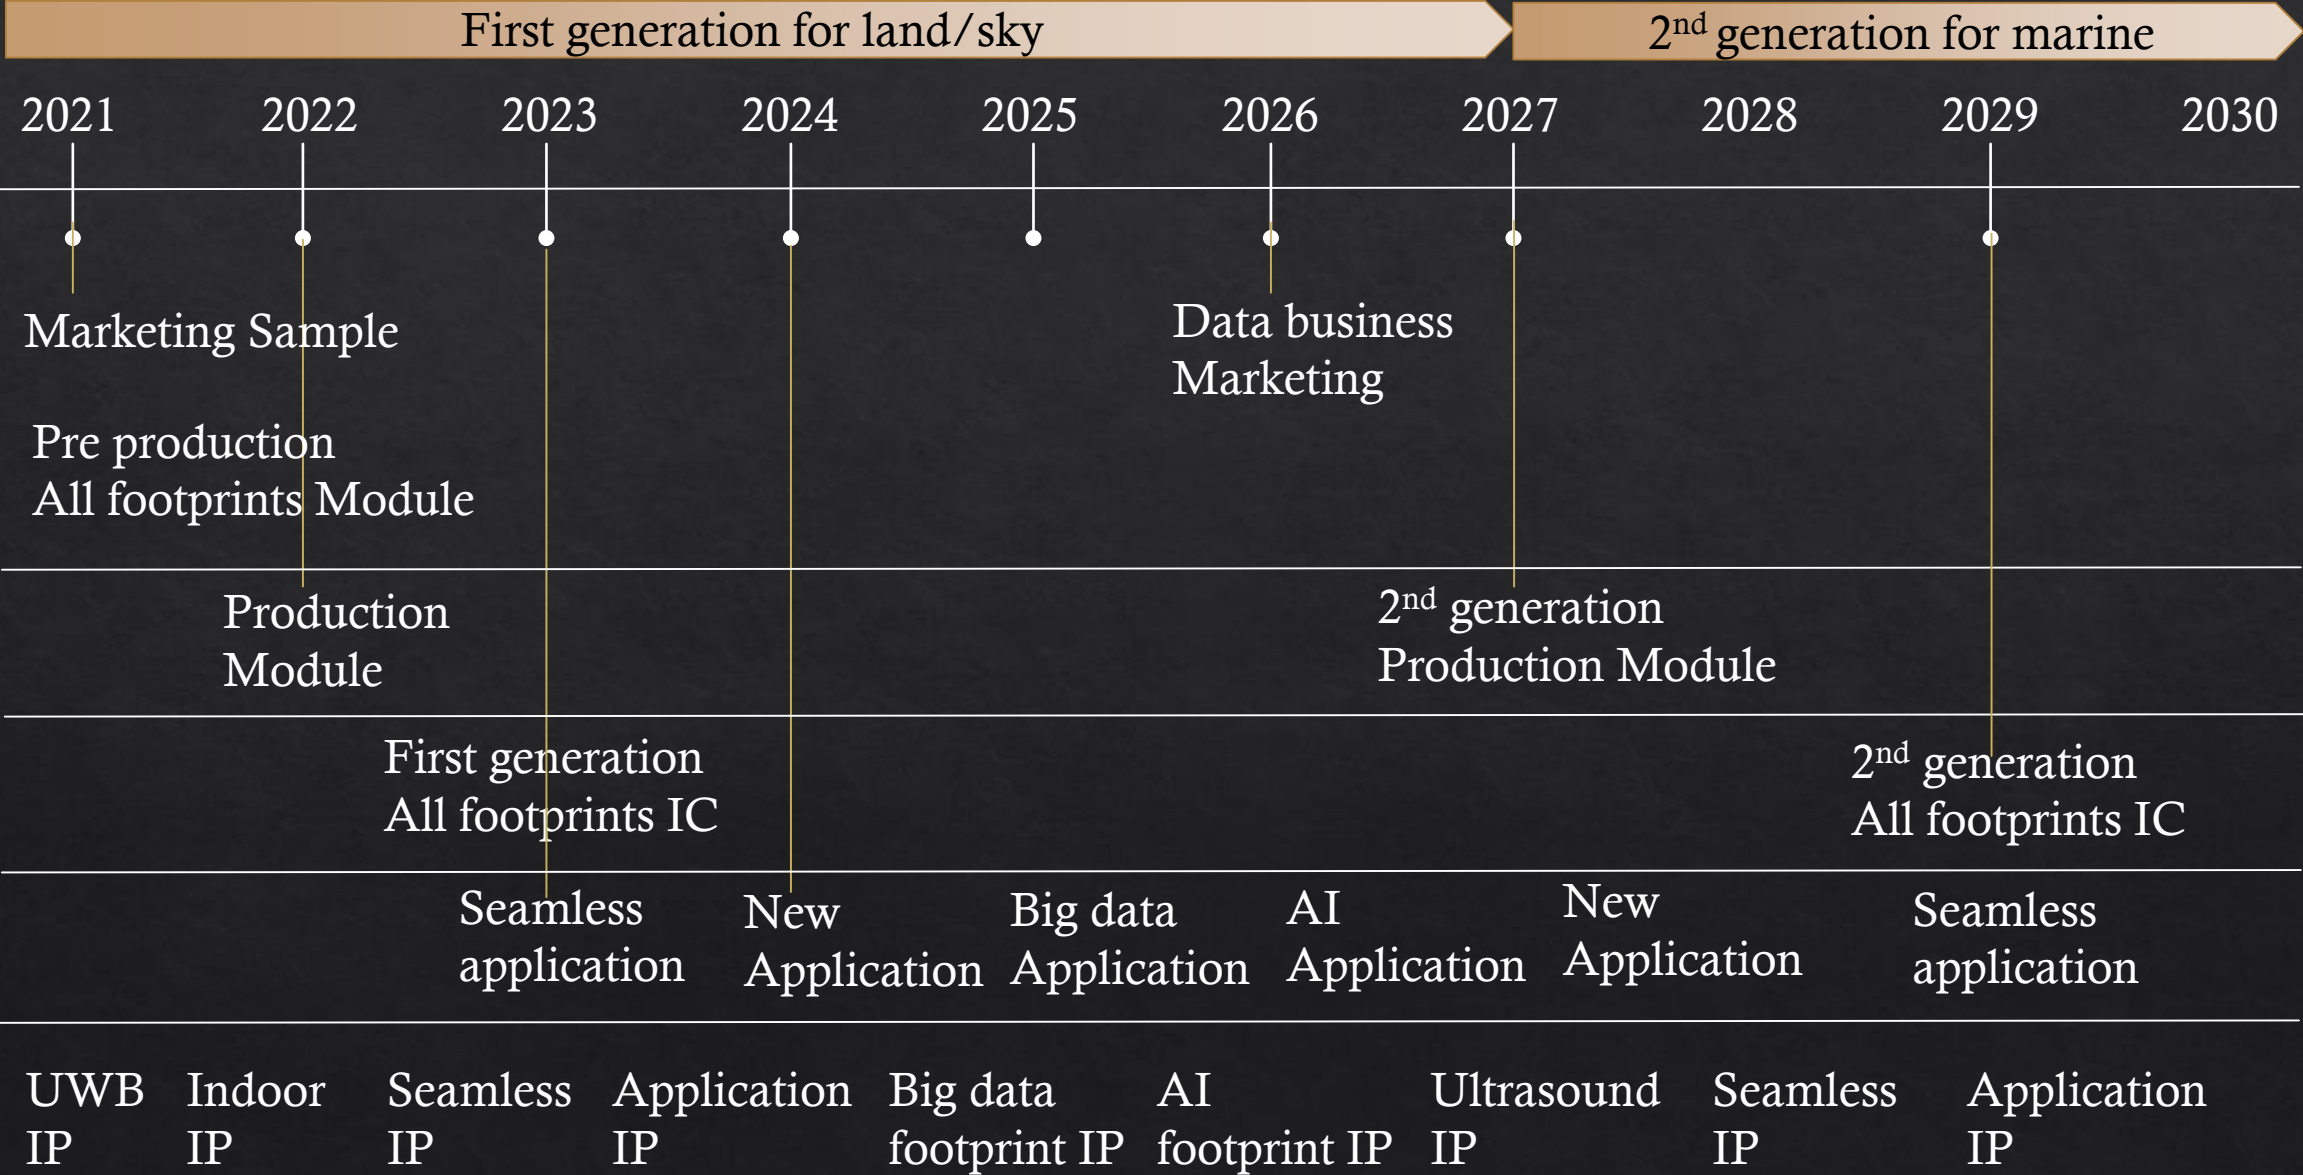 First generation for land/sky
2nd generation for marine
2021 2022 2023 2024 2025 2026 2027 2028 2029 2030
Marketing Sample
Data business
Marketing
Pre production
All footprints Module
Production
Module
2nd generation
Production Module
First generation
All footprints IC
2nd generation
All footprints IC
Seamless
application
New
Application
Big data
Application
AI
Application
New
Application
Seamless
application
UWB
IP
Indoor
IP
Seamless
IP
Application
IP
Big data
footprint IP
AI
footprint IP
Ultrasound
IP
Seamless
IP
Application
IP